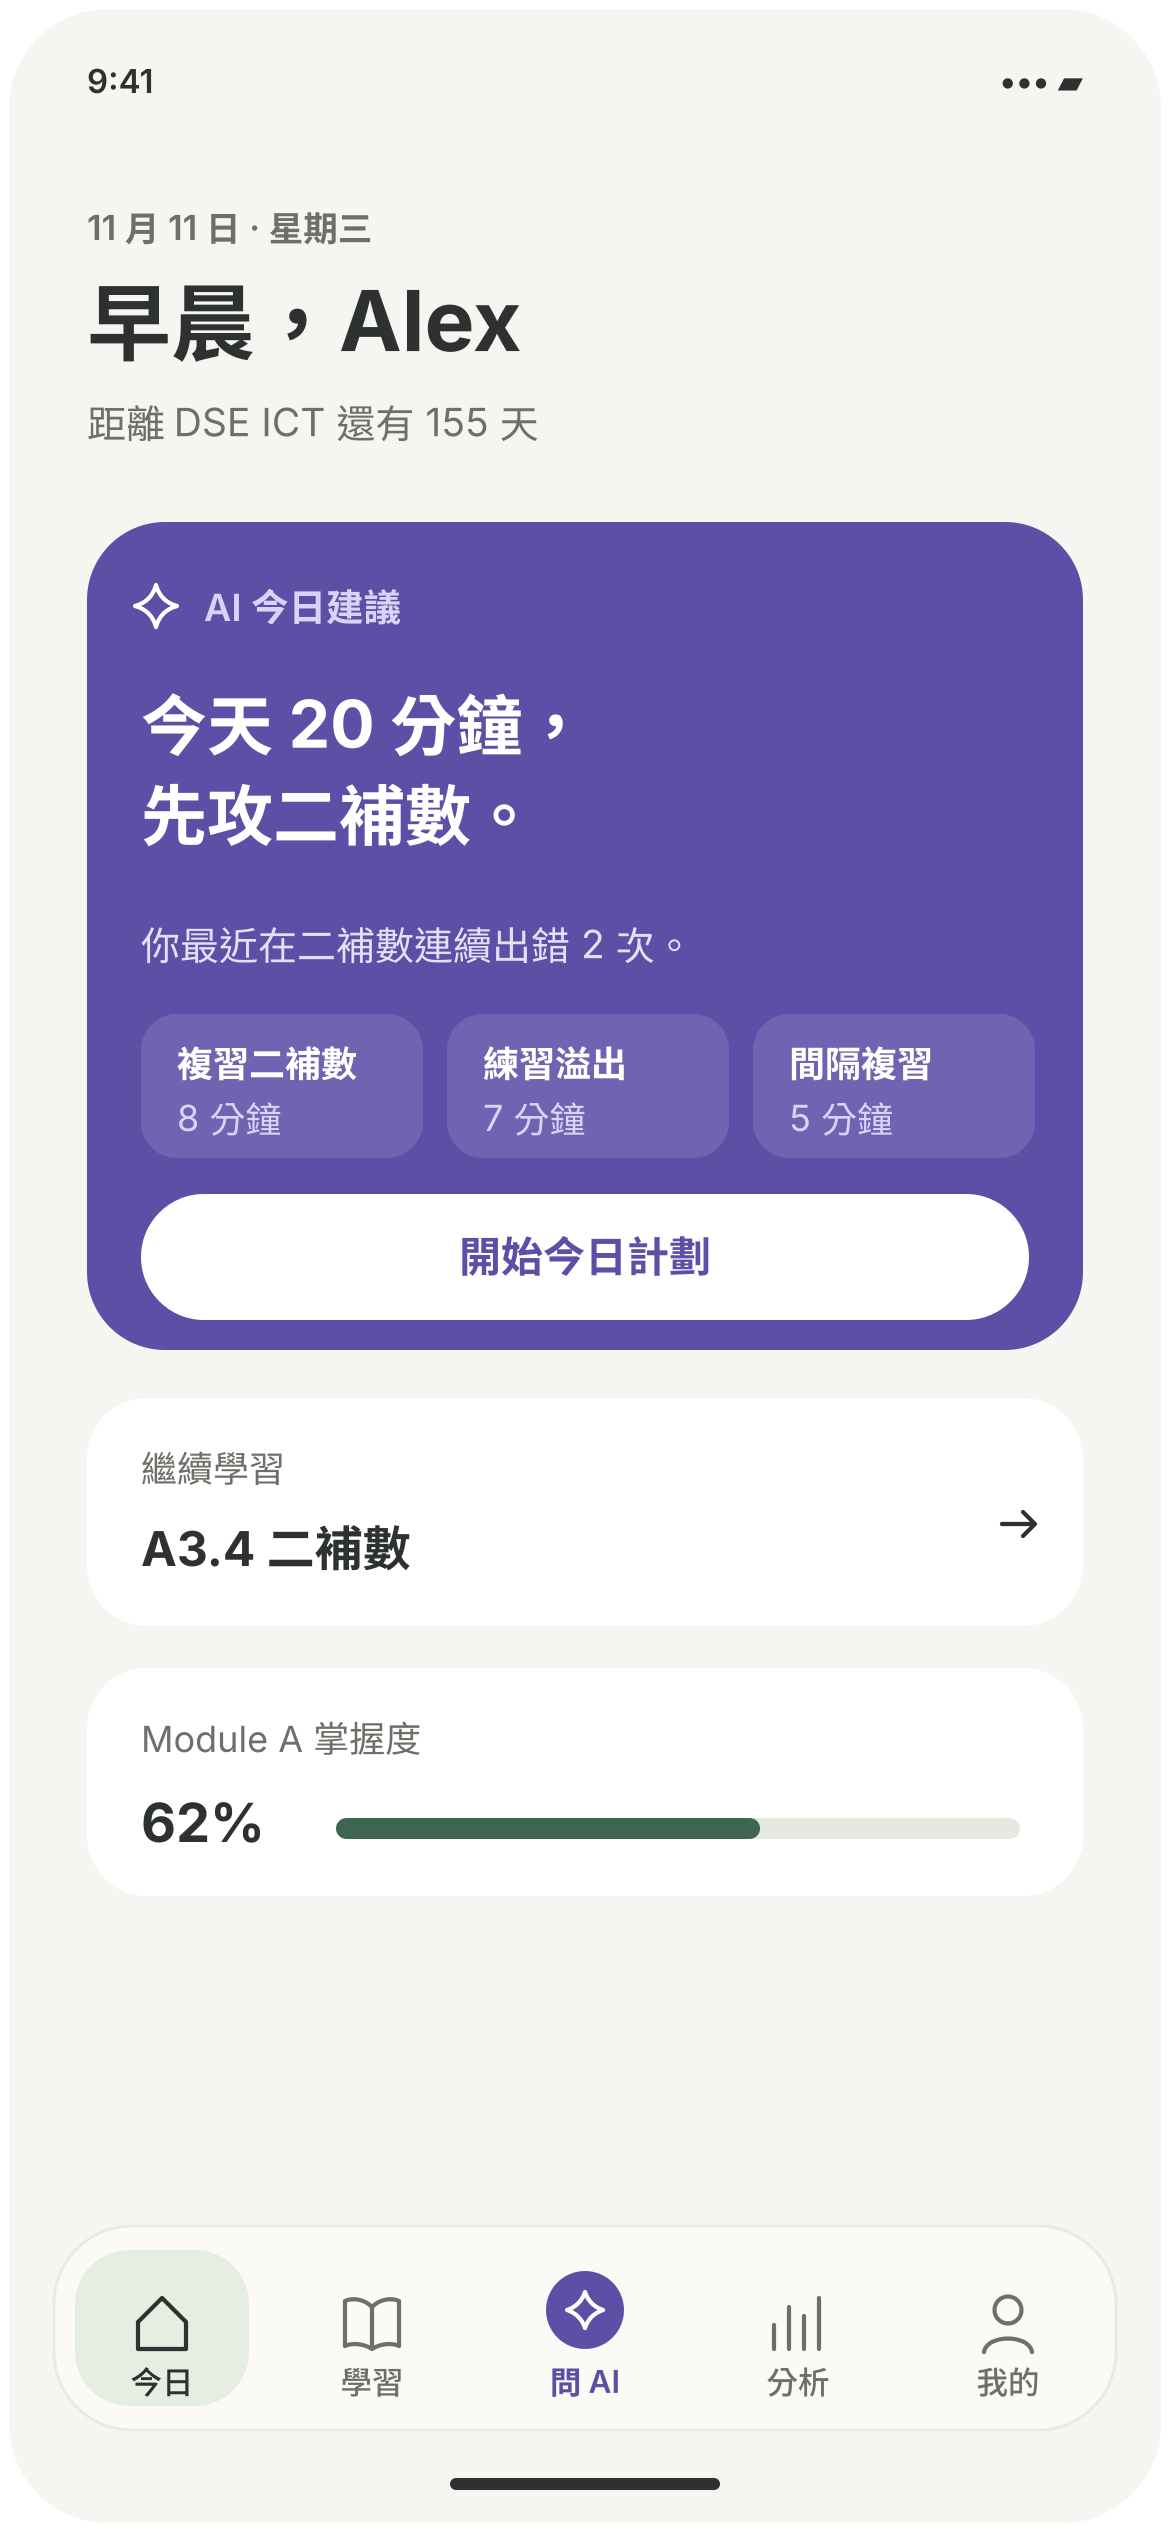 9:41
11 月 11 日 · 星期三
早晨，Alex
距離 DSE ICT 還有 155 天
AI 今日建議
今天 20 分鐘，
先攻二補數。
你最近在二補數連續出錯 2 次。
複習二補數
8 分鐘
練習溢出
7 分鐘
間隔複習
5 分鐘
開始今日計劃
繼續學習
A3.4 二補數
Module A 掌握度
62%
今日
學習
問 AI
分析
我的